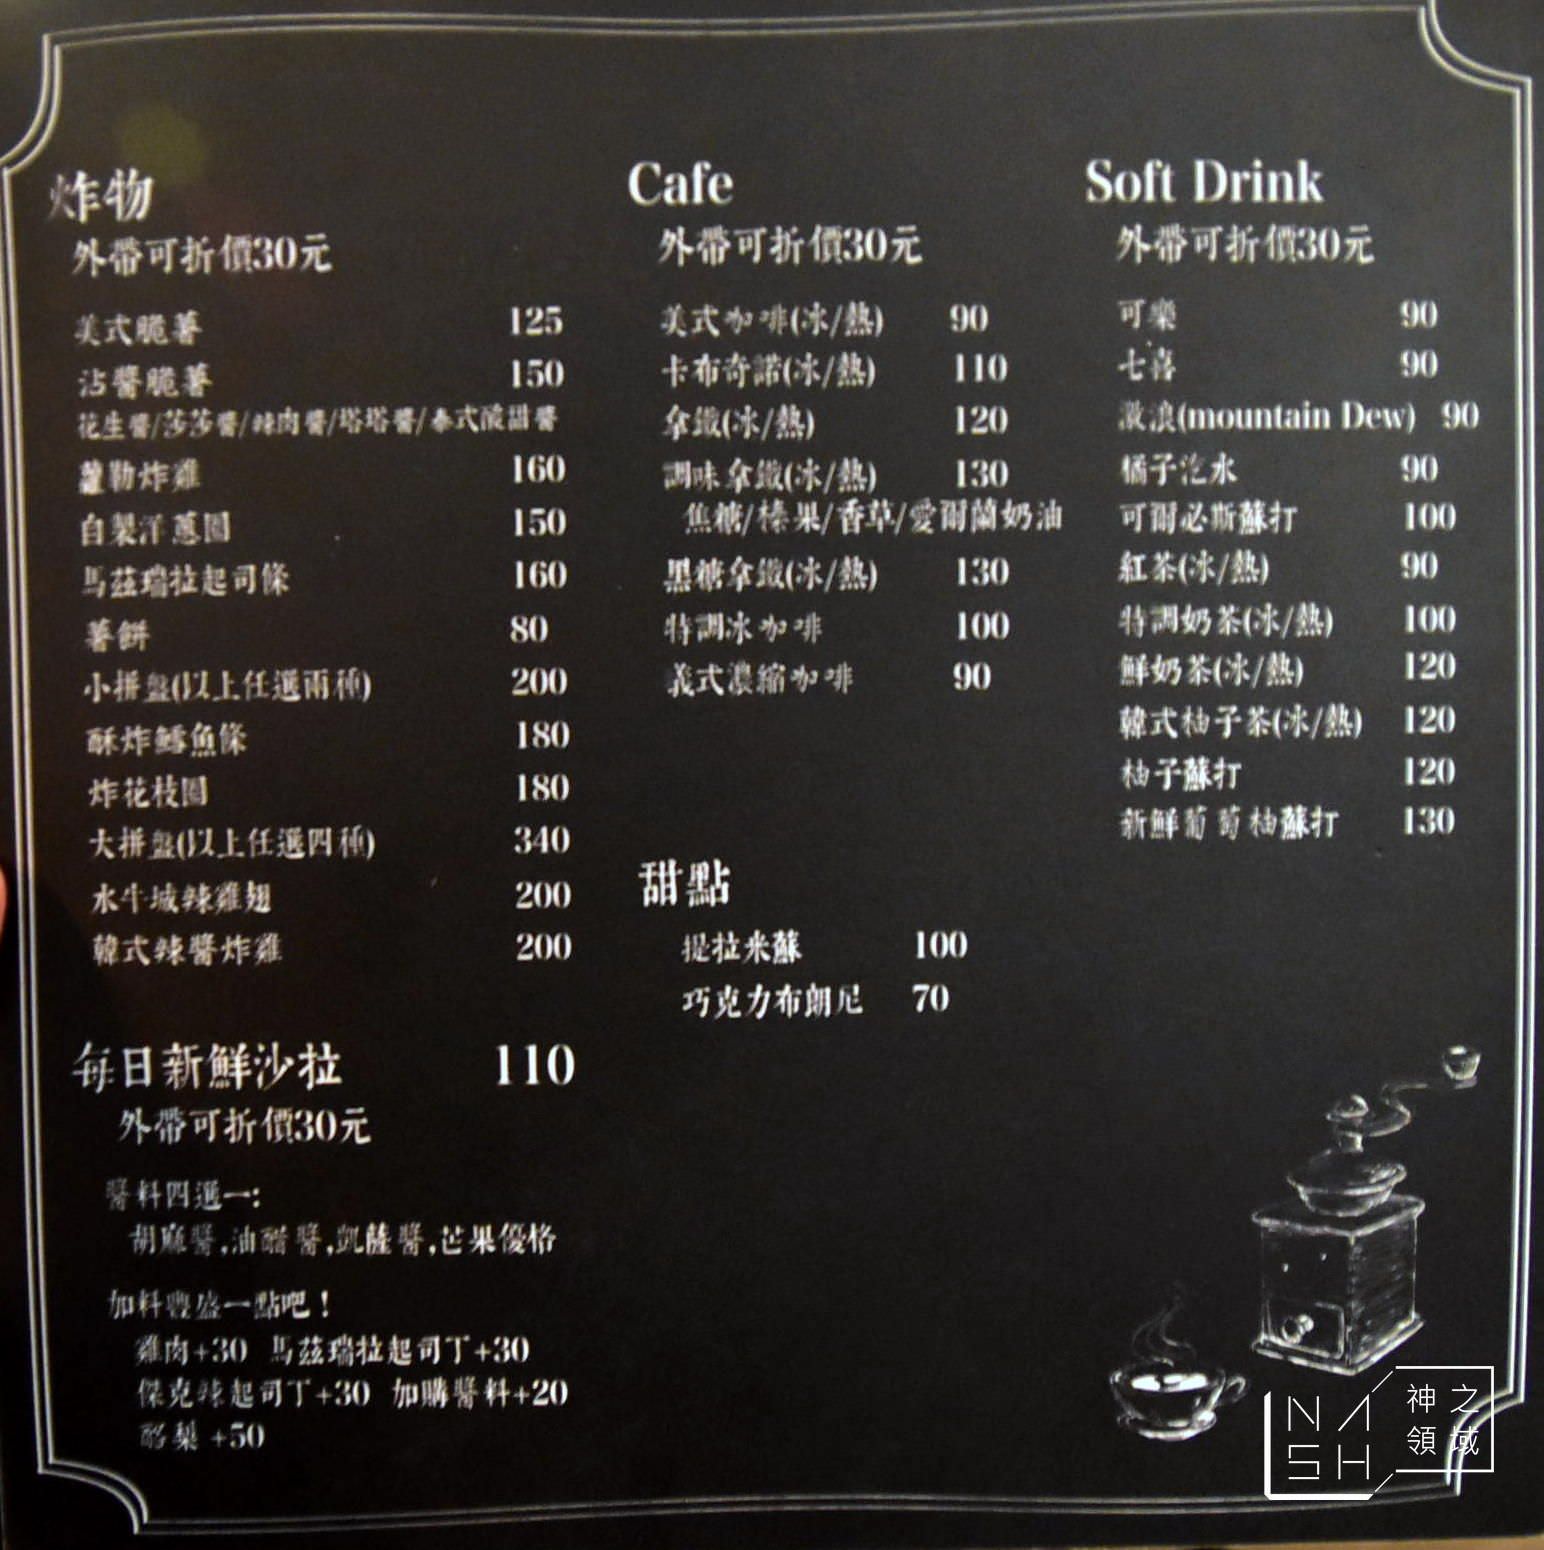 炸物
外帶可折價30元
美式脆薯 125
沾醬脆薯 150
花生醬/莎莎醬/辣肉醬/塔塔醬/泰式酸甜醬
蘿勒炸雞 160
自製洋蔥圈 150
馬茲瑞拉起司條 160
薯餅 80
小拼盤(以上任選兩種) 200
酥炸鱈魚條 180
炸花枝圈 180
大拼盤(以上任選四種) 340
水牛城辣雞翅 200
韓式辣醬炸雞 200
每日新鮮沙拉 110
外帶可折價30元
醬料四選一:
胡麻醬,油醋醬,凱薩醬,芒果優格
加料豐盛一點吧！
雞肉+30 馬茲瑞拉起司丁+30
傑克辣起司丁+30 加購醬料+20
酪梨 +50
Cafe
外帶可折價30元
美式咖啡(冰/熱) 90
卡布奇諾(冰/熱) 110
拿鐵(冰/熱) 120
調味拿鐵(冰/熱) 130
焦糖/榛果/香草/愛爾蘭奶油
黑糖拿鐵(冰/熱) 130
特調冰咖啡 100
義式濃縮咖啡 90
甜點
提拉米蘇 100
巧克力布朗尼 70
Soft Drink
外帶可折價30元
可樂 90
七喜 90
激浪(mountain Dew) 90
橘子汽水 90
可爾必斯蘇打 100
紅茶(冰/熱) 90
特調奶茶(冰/熱) 100
鮮奶茶(冰/熱) 120
韓式柚子茶(冰/熱) 120
柚子蘇打 120
新鮮葡萄柚蘇打 130
NASH
神之領域